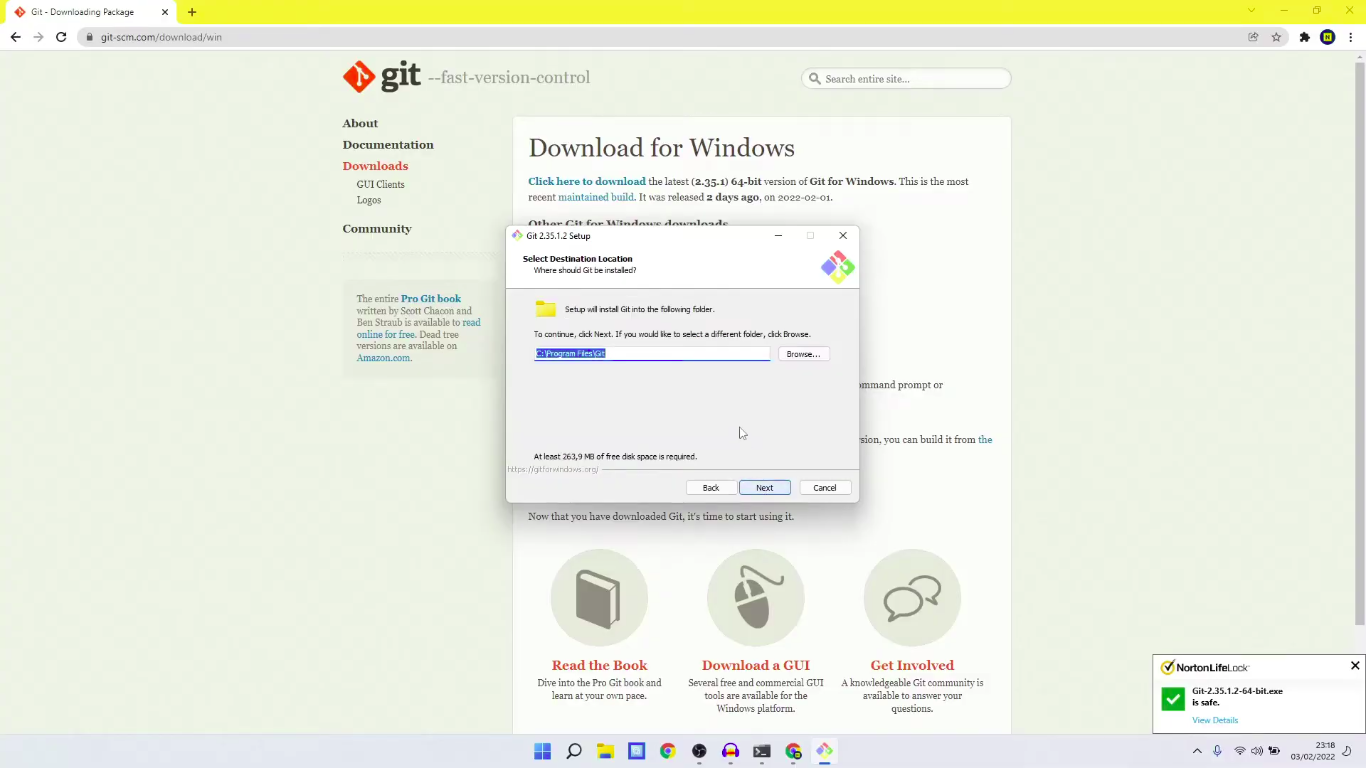 Git - Downloading Package
git-scm.com/download/win
git --fast-version-control
Search entire site...
About
Documentation
Downloads
GUI Clients
Logos
Community
The entire Pro Git book
written by Scott Chacon and
Ben Straub is available to read
online for free. Dead tree
versions are available on
Amazon.com.
Download for Windows
Click here to download the latest (2.35.1) 64-bit version of Git for Windows. This is the most
recent maintained build. It was released 2 days ago, on 2022-02-01.
Other Git for Windows downloads
Git 2.35.1.2 Setup
Select Destination Location
Where should Git be installed?
Setup will install Git into the following folder.
To continue, click Next. If you would like to select a different folder, click Browse.
C:\Program Files\Git
Browse...
At least 263,9 MB of free disk space is required.
https://gitforwindows.org/
Back
Next
Cancel
ommand prompt or
rsion, you can build it from the
Now that you have downloaded Git, it's time to start using it.
Read the Book
Dive into the Pro Git book and
learn at your own pace.
Download a GUI
Several free and commercial GUI
tools are available for the
Windows platform.
Get Involved
A knowledgeable Git community is
available to answer your
questions.
NortonLifeLock
Git-2.35.1.2-64-bit.exe
is safe.
View Details
23:18
03/02/2022